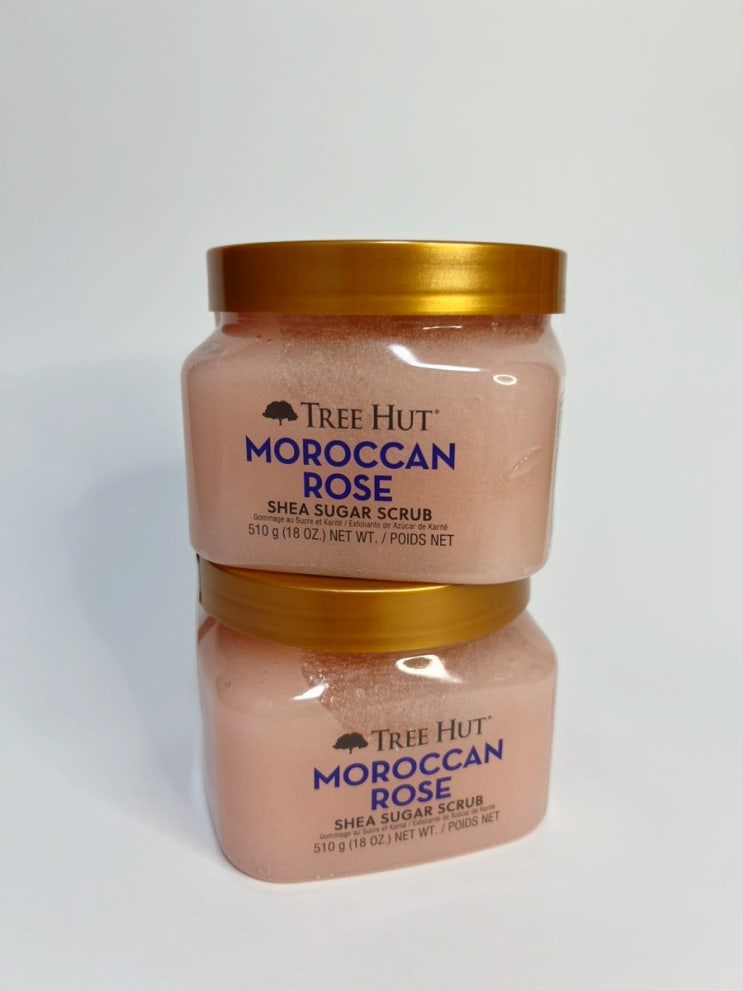 TREE HUT®
MOROCCAN
ROSE
SHEA SUGAR SCRUB
Gommage au Sucre et Karité / Exfoliante de Azúcar de Karité
510 g (18 OZ.) NET WT. / POIDS NET
TREE HUT®
MOROCCAN
ROSE
SHEA SUGAR SCRUB
Gommage au Sucre et Karité / Exfoliante de Azúcar de Karité
510 g (18 OZ.) NET WT. / POIDS NET